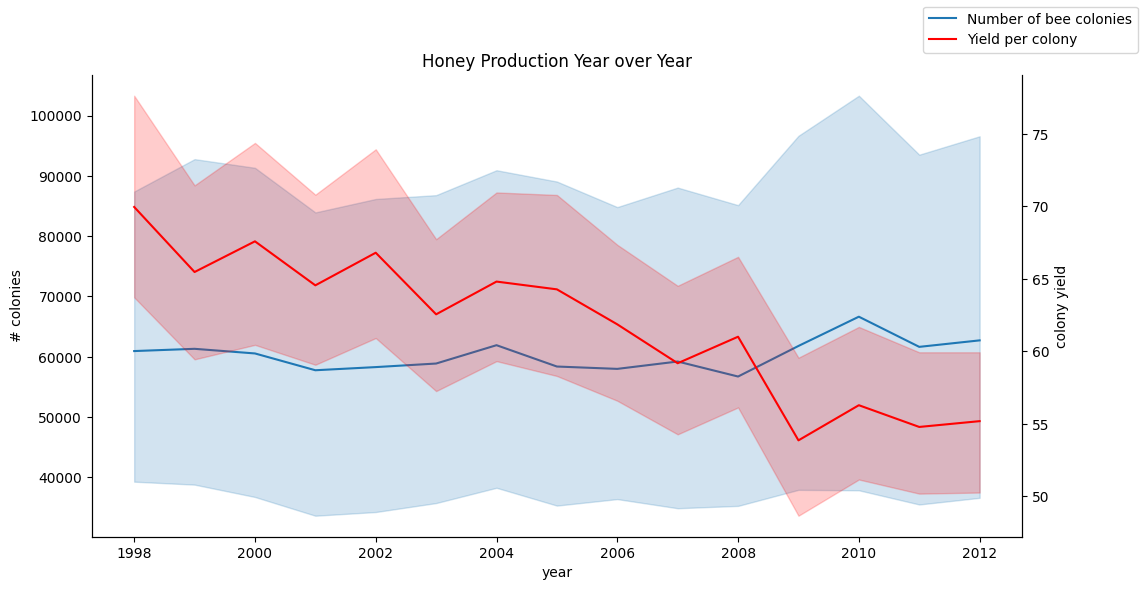 Number of bee colonies
Yield per colony
Honey Production Year over Year
100000
90000
80000
70000
60000
50000
40000
# colonies
75
70
65
60
55
50
colony yield
1998 2000 2002 2004 2006 2008 2010 2012
year